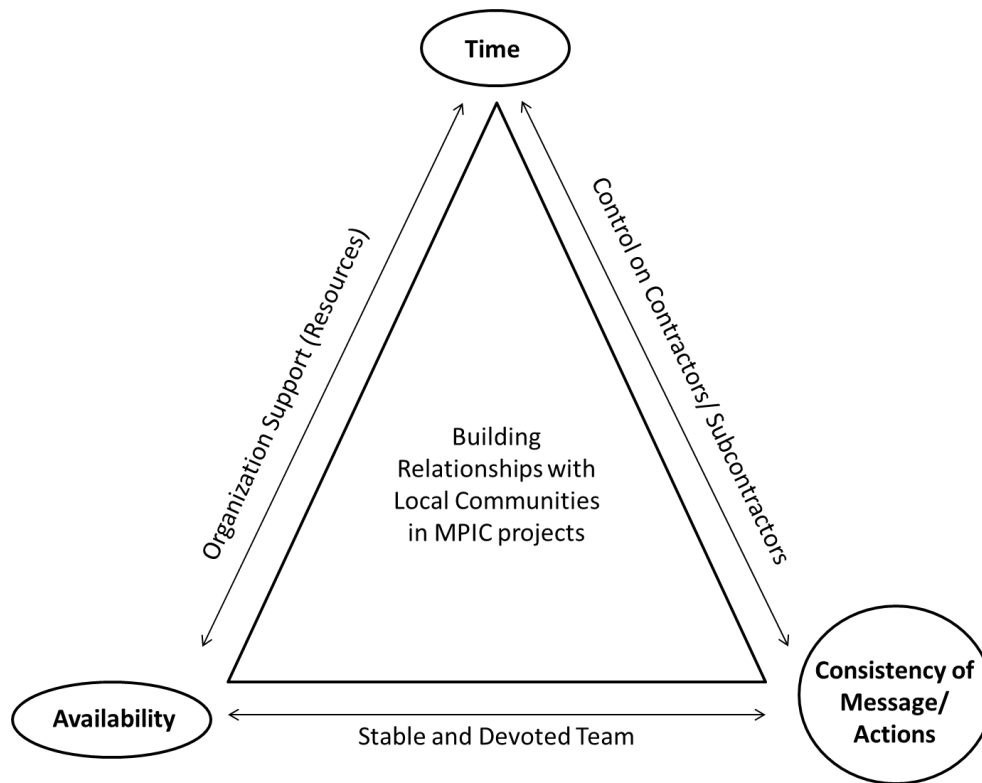 Time
Organization Support (Resources)
Control on Contractors/ Subcontractors
Building
Relationships with
Local Communities
in MPIC projects
Availability
Stable and Devoted Team
Consistency of
Message/
Actions